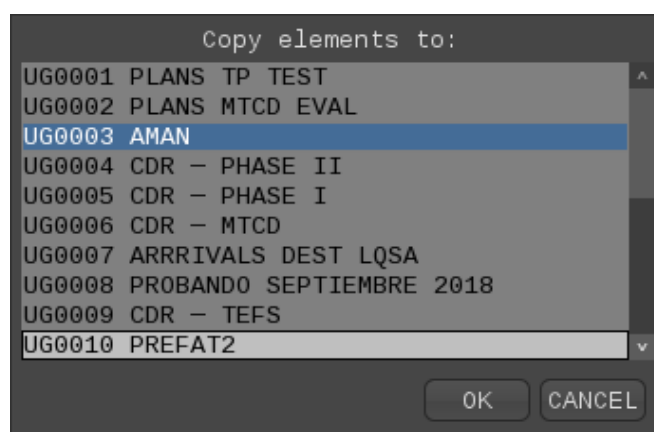 Copy elements to:
UG0001 PLANS TP TEST
UG0002 PLANS MTCD EVAL
UG0003 AMAN
UG0004 CDR – PHASE II
UG0005 CDR – PHASE I
UG0006 CDR – MTCD
UG0007 ARRRIVALS DEST LQSA
UG0008 PROBANDO SEPTIEMBRE 2018
UG0009 CDR – TEFS
UG0010 PREFAT2
OK CANCEL